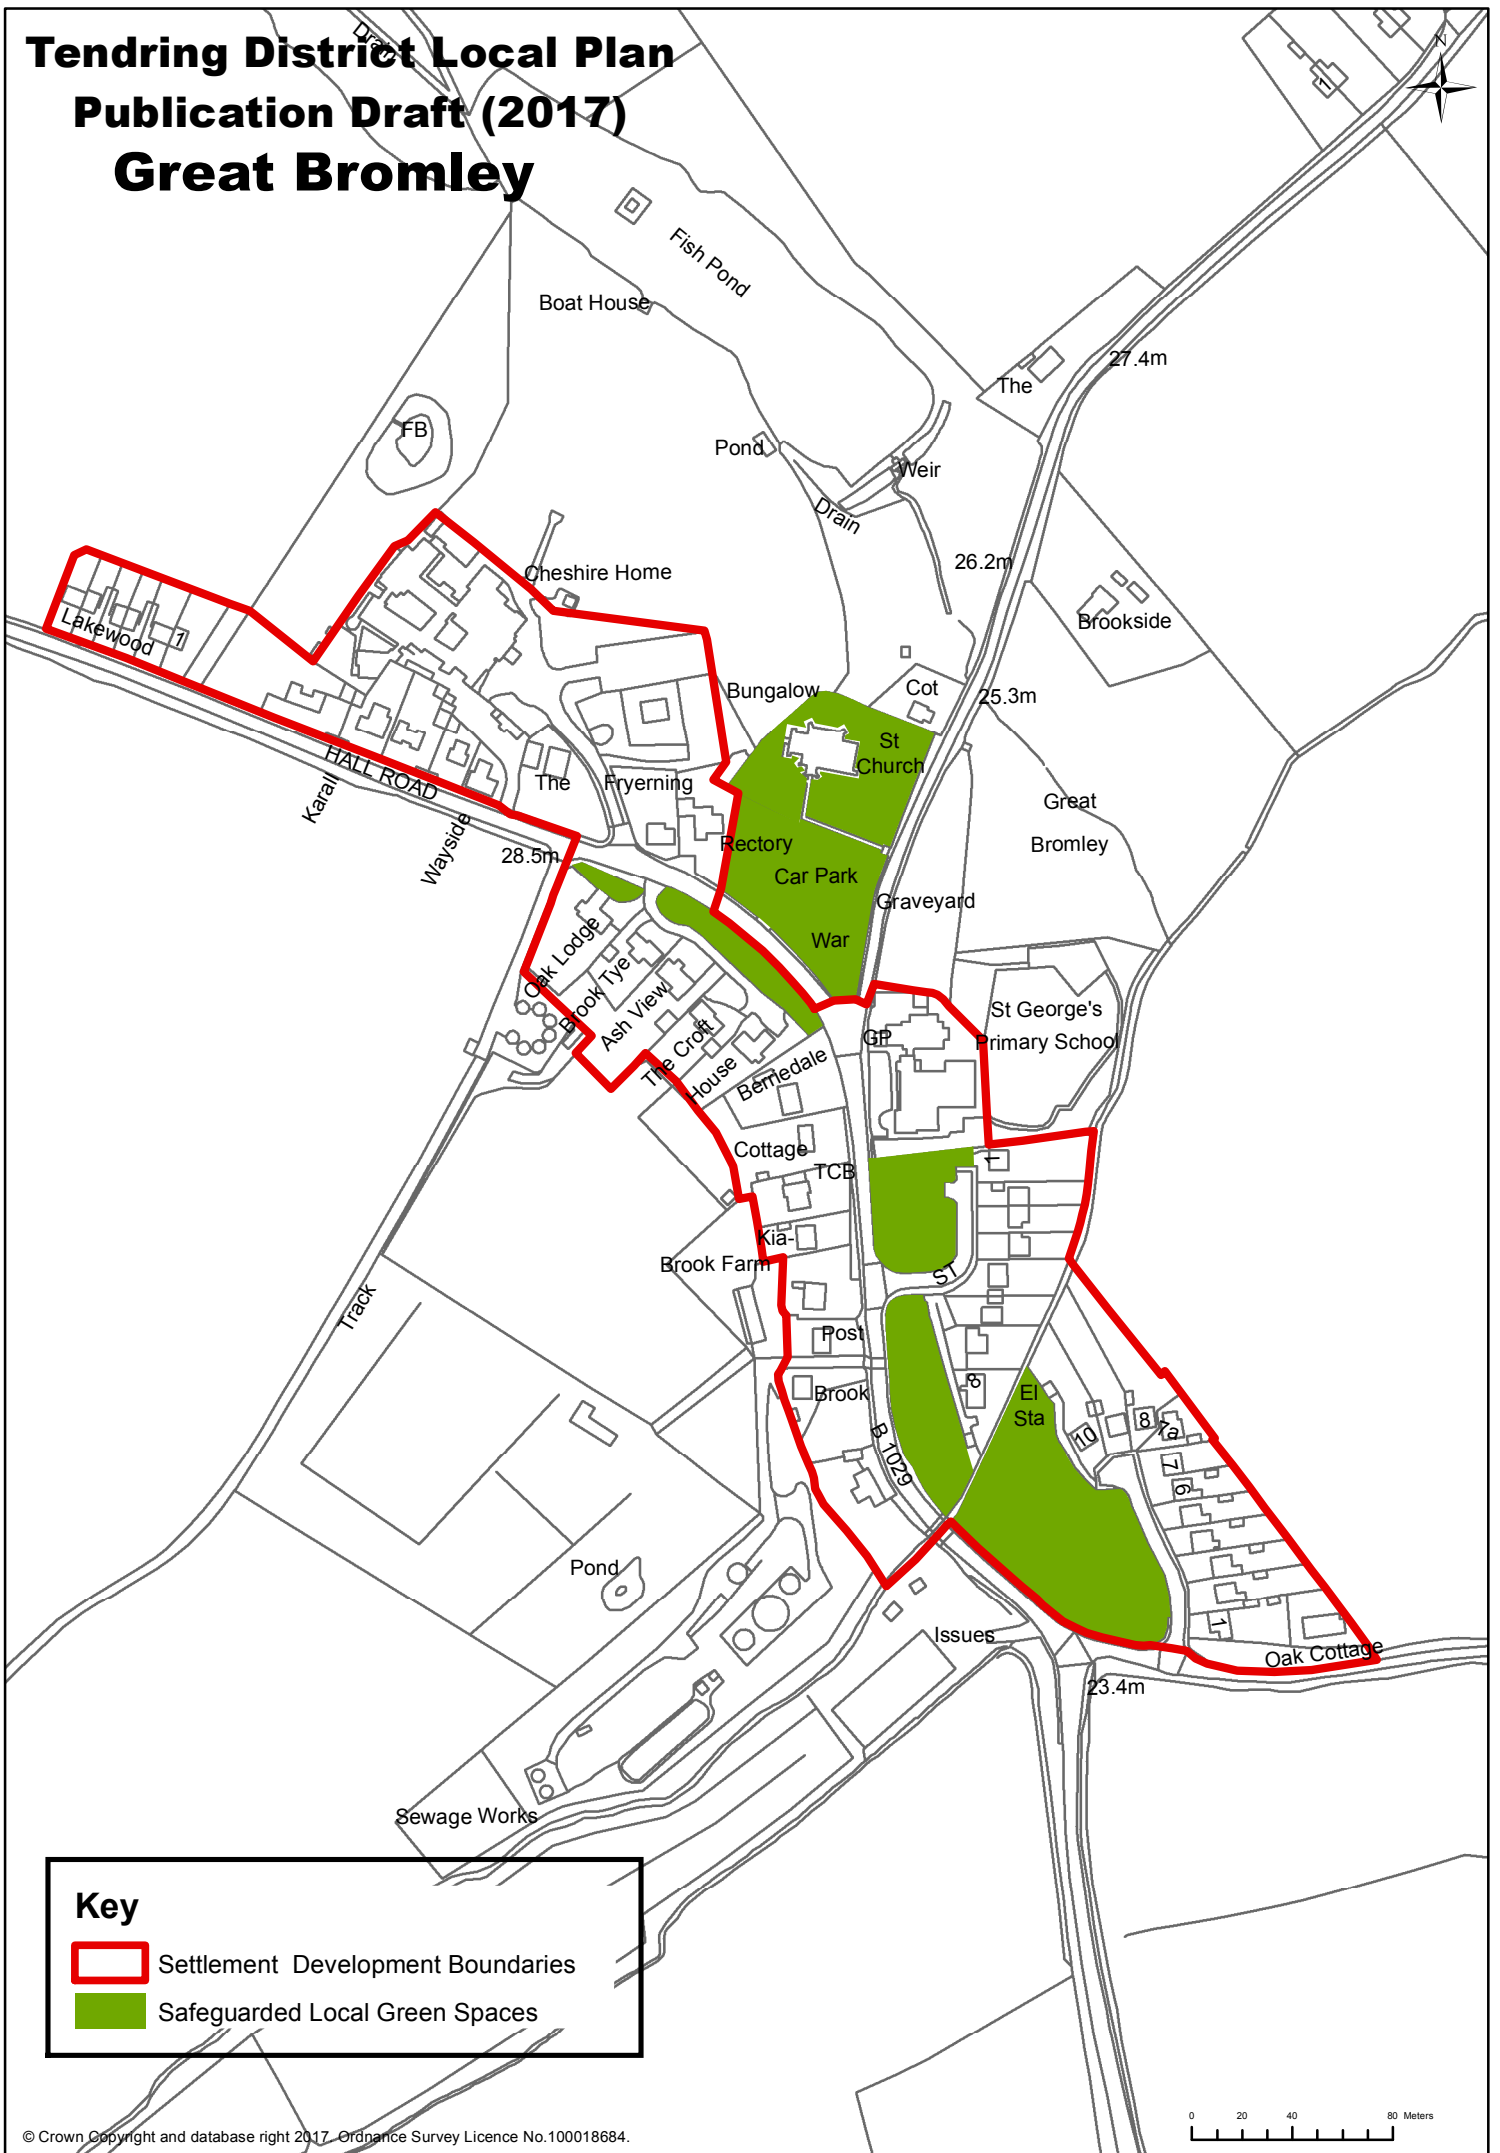 Tendring District Local Plan
Publication Draft (2017)
Great Bromley
Drain
N
1
Fish Pond
Boat House
27.4m
The
FB
Pond
Weir
Drain
26.2m
Cheshire Home
Brookside
Lakewood
1
Bungalow
Cot
25.3m
St
Church
HALL ROAD
Karall
The
Fryerning
Great
Bromley
Wayside
28.5m
Rectory
Car Park
Graveyard
War
Oak Lodge
Brook Tye
Ash View
The Croft
House
Berriedale
GP
St George's
Primary School
Cottage
TCB
1
Kia-
Brook Farm
ST
Track
Post
Brook
8
El
Sta
B 1029
10
8
7a
7
6
Pond
1
Issues
Oak Cottage
23.4m
Sewage Works
Key
Settlement Development Boundaries
Safeguarded Local Green Spaces
0 20 40 80 Meters
© Crown Copyright and database right 2017. Ordnance Survey Licence No.100018684.